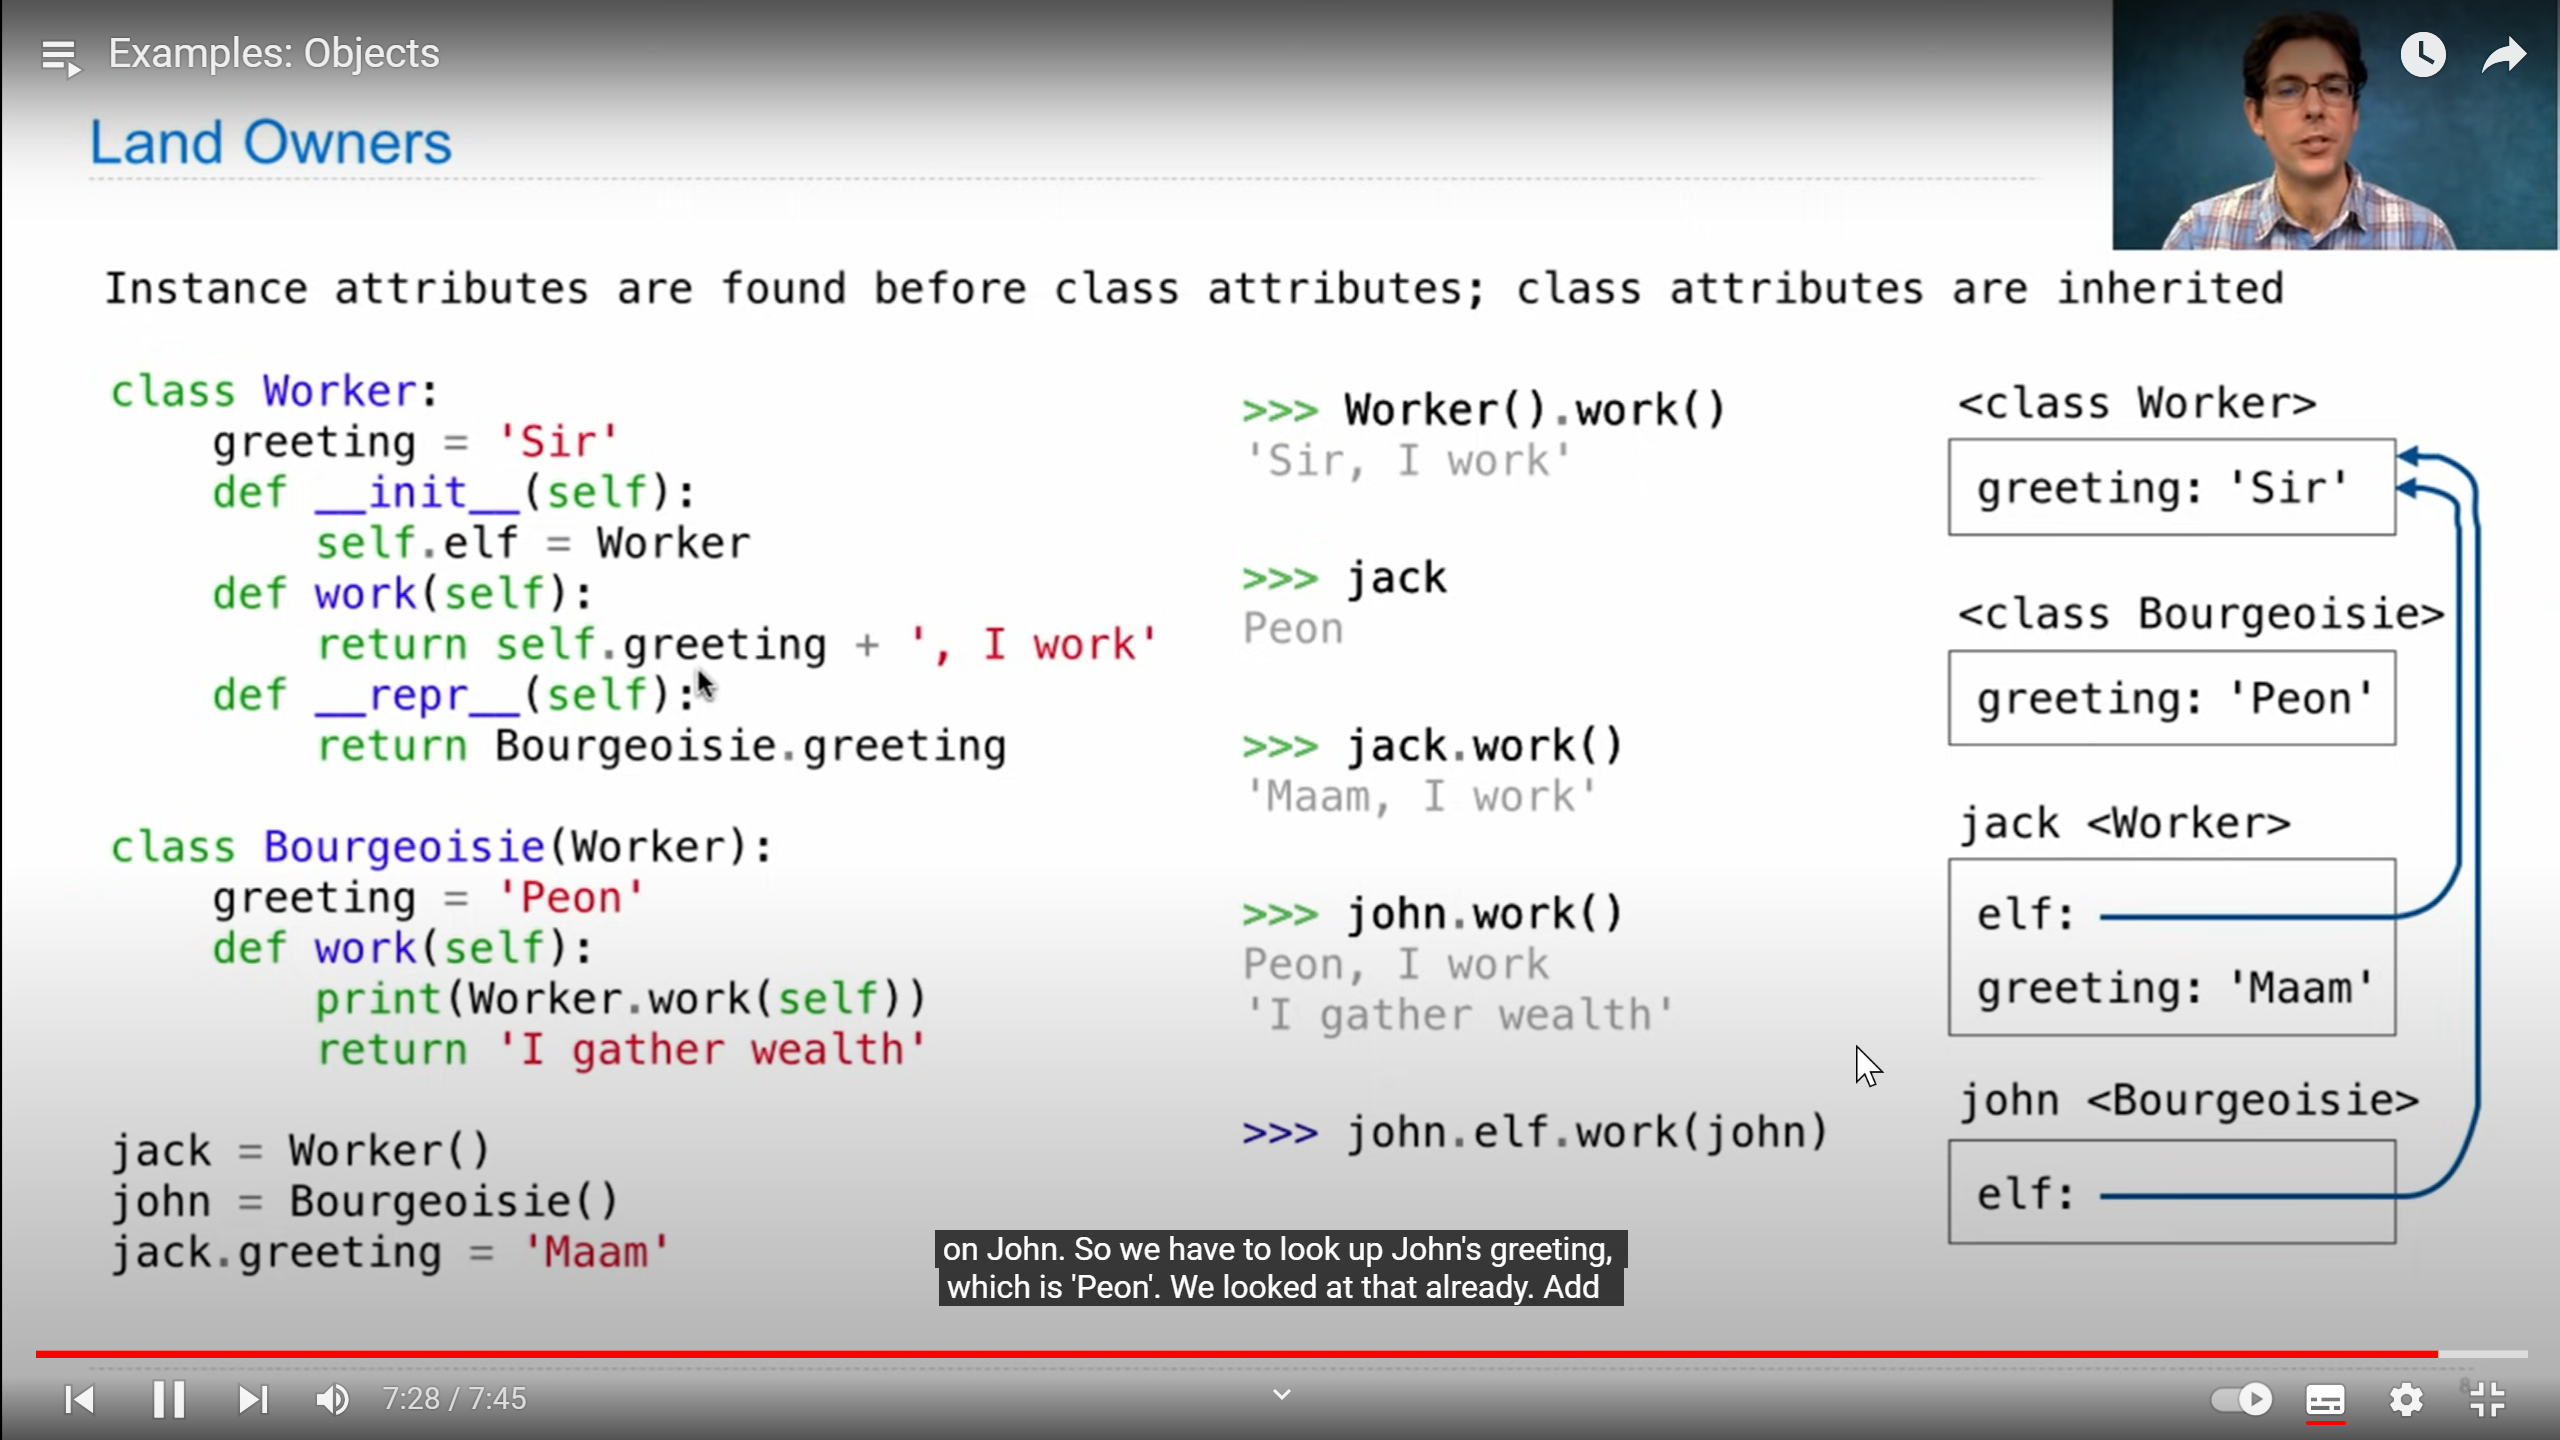 Examples: Objects
Land Owners
Instance attributes are found before class attributes; class attributes are inherited
class Worker:
    greeting = 'Sir'
    def __init__(self):
        self.elf = Worker
    def work(self):
        return self.greeting + ', I work'
    def __repr__(self):
        return Bourgeoisie.greeting
class Bourgeoisie(Worker):
    greeting = 'Peon'
    def work(self):
        print(Worker.work(self))
        return 'I gather wealth'
jack = Worker()
john = Bourgeoisie()
jack.greeting = 'Maam'
>>> Worker().work()
'Sir, I work'
>>> jack
Peon
>>> jack.work()
'Maam, I work'
>>> john.work()
Peon, I work
'I gather wealth'
>>> john.elf.work(john)
<class Worker>
greeting: 'Sir'
<class Bourgeoisie>
greeting: 'Peon'
jack <Worker>
elf:
greeting: 'Maam'
john <Bourgeoisie>
elf:
on John. So we have to look up John's greeting,
which is 'Peon'. We looked at that already. Add
7:28 / 7:45
8